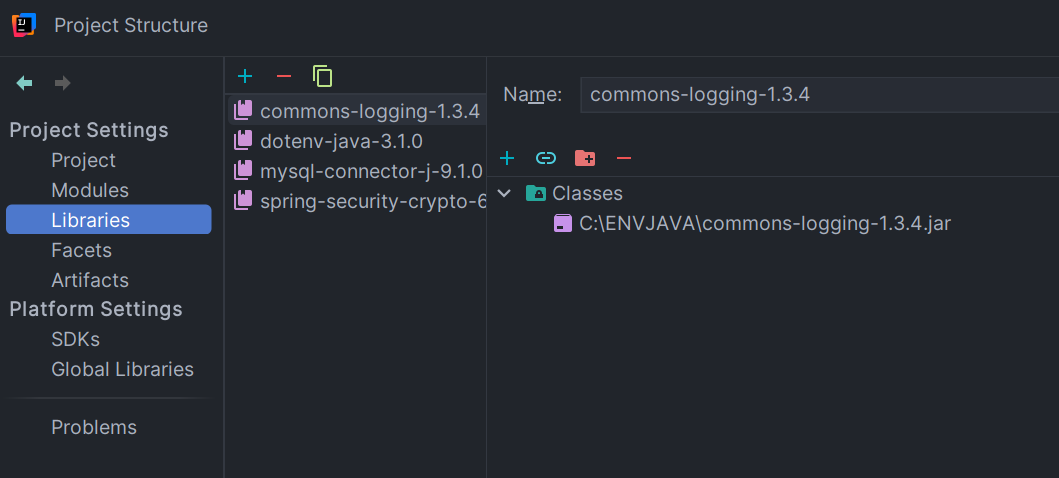 Project Structure
Project Settings
Project
Modules
Libraries
Facets
Artifacts
Platform Settings
SDKs
Global Libraries
Problems
commons-logging-1.3.4
dotenv-java-3.1.0
mysql-connector-j-9.1.0
spring-security-crypto-6
Name: commons-logging-1.3.4
Classes
C:\ENVJAVA\commons-logging-1.3.4.jar